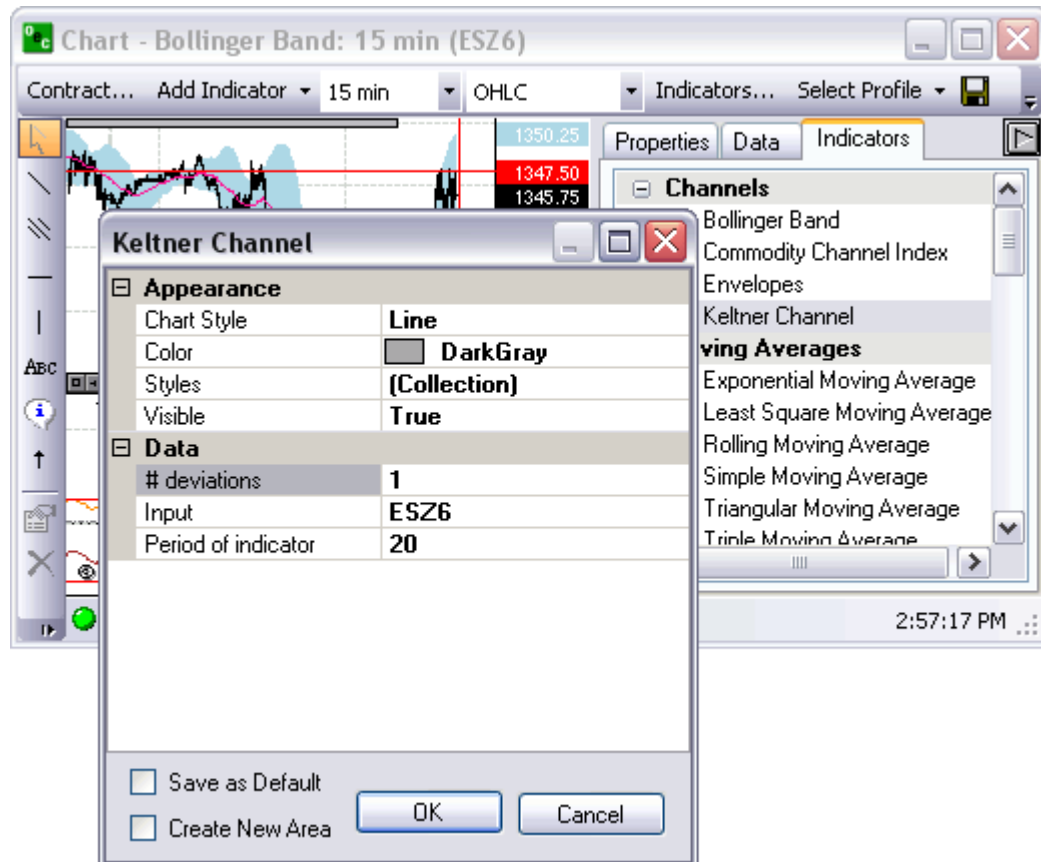 Oec Chart - Bollinger Band: 15 min (ESZ6)
Contract... Add Indicator 15 min OHLC Indicators... Select Profile
1350.25
1347.50
1345.75
ABC
Properties Data Indicators
Channels
Bollinger Band
Commodity Channel Index
Envelopes
Keltner Channel
ving Averages
Exponential Moving Average
Least Square Moving Average
Rolling Moving Average
Simple Moving Average
Triangular Moving Average
Triple Moving Average
2:57:17 PM
Keltner Channel
Appearance
Chart Style Line
Color DarkGray
Styles (Collection)
Visible True
Data
# deviations 1
Input ESZ6
Period of indicator 20
Save as Default
Create New Area
OK Cancel